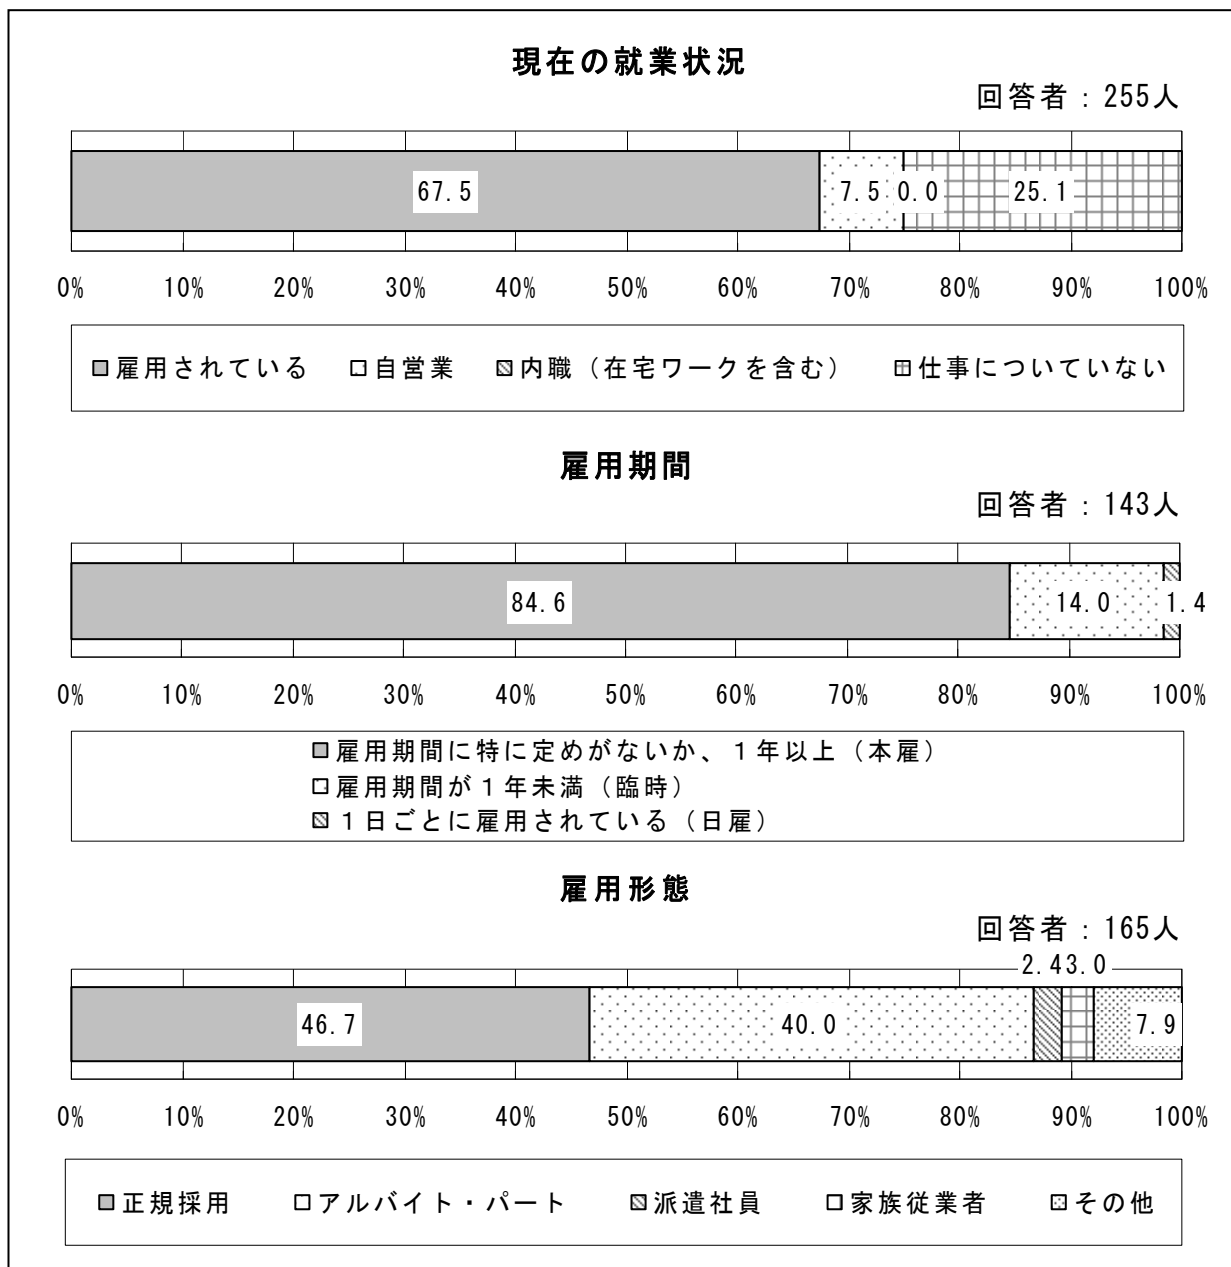 現在の就業状況
回答者：255人
67.5 7.5 0.0 25.1
0% 10% 20% 30% 40% 50% 60% 70% 80% 90% 100%
雇用されている 自営業 内職（在宅ワークを含む） 仕事についていない
雇用期間
回答者：143人
84.6 14.0 1.4
0% 10% 20% 30% 40% 50% 60% 70% 80% 90% 100%
雇用期間に特に定めがないか、１年以上（本雇）
雇用期間が１年未満（臨時）
１日ごとに雇用されている（日雇）
雇用形態
回答者：165人
2.4 3.0
46.7 40.0 7.9
0% 10% 20% 30% 40% 50% 60% 70% 80% 90% 100%
正規採用 アルバイト・パート 派遣社員 家族従業者 その他